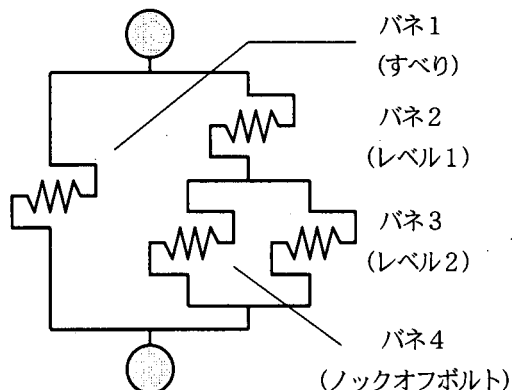 バネ1
(すべり)
バネ2
(レベル1)
バネ3
(レベル2)
バネ4
(ノックオフボルト)